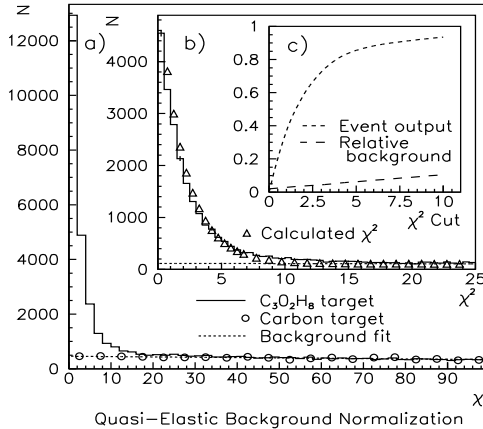 N
12000
10000
8000
6000
4000
2000
0
a)
N
4000
3000
2000
1000
0
b)
c)
1
0.8
0.6
0.4
0.2
0
Event output
Relative
background
0 2.5 5 7.5 10
χ² Cut
Calculated χ²
0 5 10 15 20 25
χ²
C₃O₂H₈ target
Carbon target
Background fit
0 10 20 30 40 50 60 70 80 90
χ
Quasi-Elastic Background Normalization